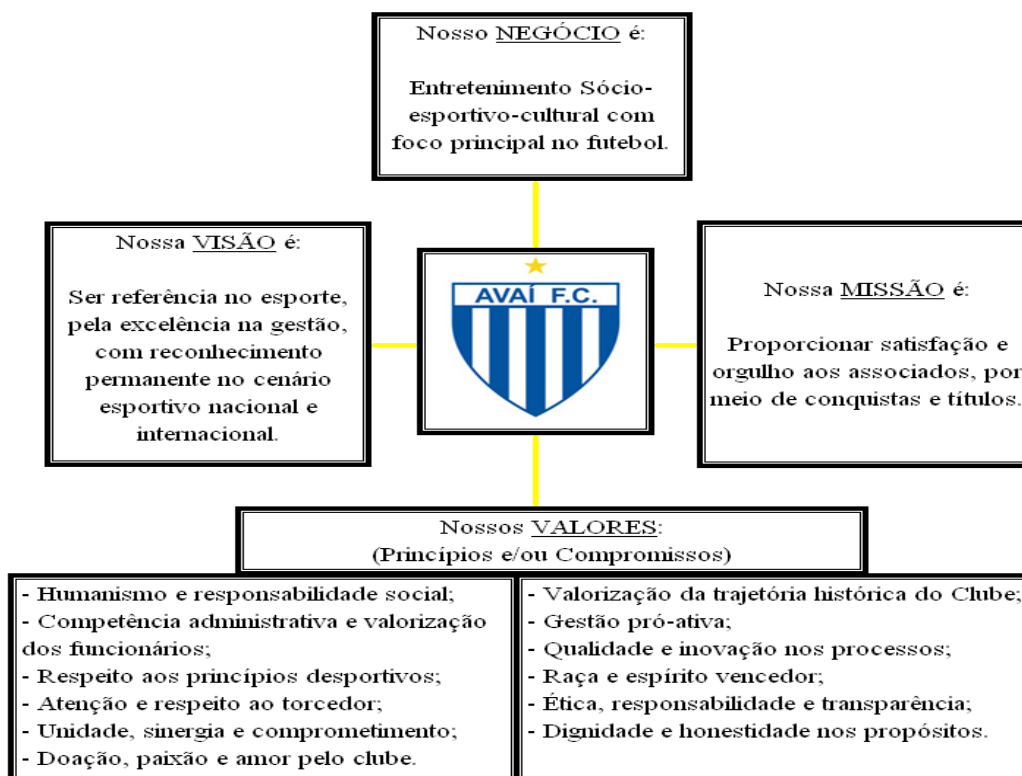 Nosso NEGÓCIO é:
Entretenimento Sócio-
esportivo-cultural com
foco principal no futebol.
Nossa VISÃO é:
Ser referência no esporte,
pela excelência na gestão,
com reconhecimento
permanente no cenário
esportivo nacional e
internacional.
AVAÍ F.C.
Nossa MISSÃO é:
Proporcionar satisfação e
orgulho aos associados, por
meio de conquistas e títulos.
Nossos VALORES:
(Princípios e/ou Compromissos)
- Humanismo e responsabilidade social;
- Competência administrativa e valorização
dos funcionários;
- Respeito aos princípios desportivos;
- Atenção e respeito ao torcedor;
- Unidade, sinergia e comprometimento;
- Doação, paixão e amor pelo clube.
- Valorização da trajetória histórica do Clube;
- Gestão pró-ativa;
- Qualidade e inovação nos processos;
- Raça e espírito vencedor;
- Ética, responsabilidade e transparência;
- Dignidade e honestidade nos propósitos.